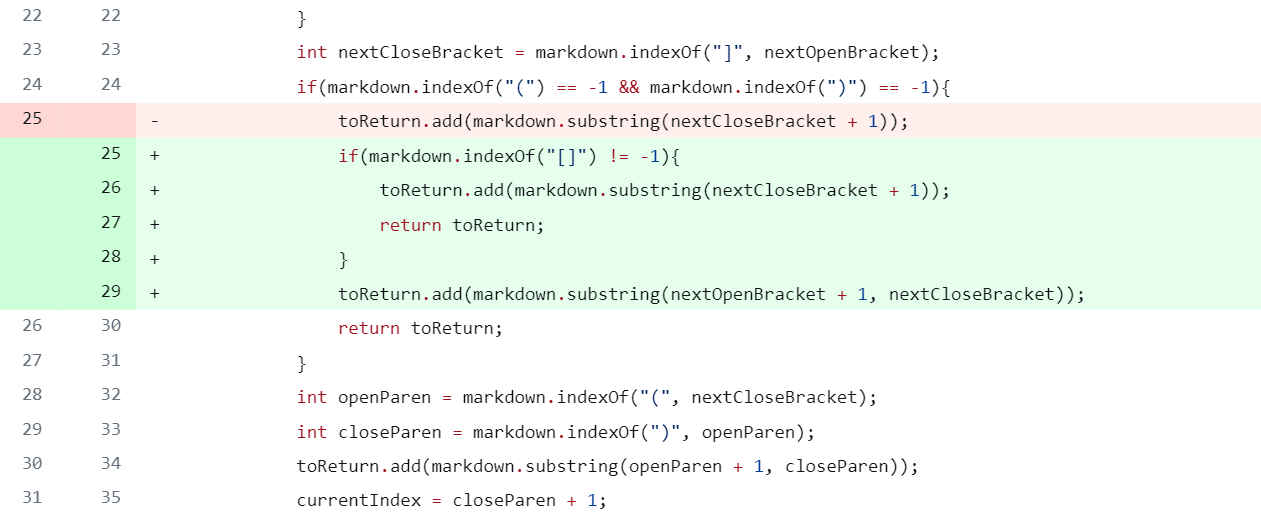 22 22 }
23 23 int nextCloseBracket = markdown.indexOf("]", nextOpenBracket);
24 24 if(markdown.indexOf("(") == -1 && markdown.indexOf(")") == -1){
25 - toReturn.add(markdown.substring(nextCloseBracket + 1));
25 + if(markdown.indexOf("[]") != -1){
26 + toReturn.add(markdown.substring(nextCloseBracket + 1));
27 + return toReturn;
28 + }
29 + toReturn.add(markdown.substring(nextOpenBracket + 1, nextCloseBracket));
26 30 return toReturn;
27 31 }
28 32 int openParen = markdown.indexOf("(", nextCloseBracket);
29 33 int closeParen = markdown.indexOf(")", openParen);
30 34 toReturn.add(markdown.substring(openParen + 1, closeParen));
31 35 currentIndex = closeParen + 1;